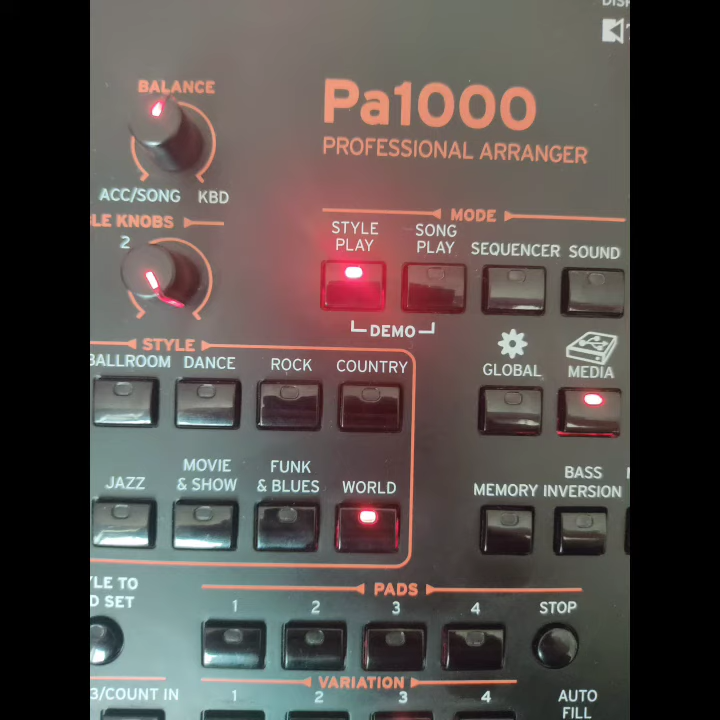 BALANCE
Pa1000
PROFESSIONAL ARRANGER
ACC/SONG KBD
KNOBS
2
MODE
STYLE PLAY
SONG PLAY
SEQUENCER
SOUND
DEMO
GLOBAL
MEDIA
STYLE
BALLROOM
DANCE
ROCK
COUNTRY
JAZZ
MOVIE & SHOW
FUNK & BLUES
WORLD
MEMORY
BASS INVERSION
TO
SET
PADS
1 2 3 4
STOP
/COUNT IN
VARIATION
1 2 3 4
AUTO FILL